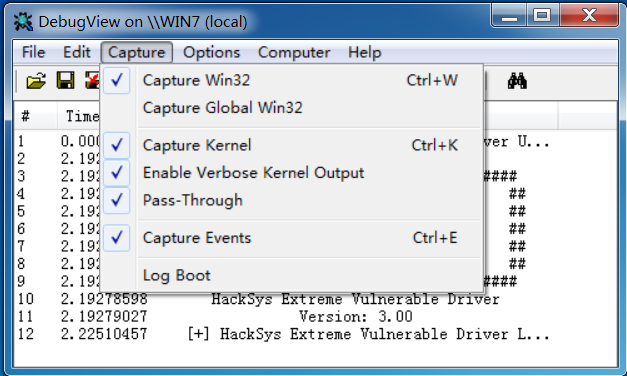 DebugView on \\WIN7 (local)
File Edit Capture Options Computer Help
Capture Win32 Ctrl+W
Capture Global Win32
Capture Kernel Ctrl+K
Enable Verbose Kernel Output
Pass-Through
Capture Events Ctrl+E
Log Boot
# Time
1 0.000 ver U...
2 2.192
3 2.192 ####
4 2.192 ##
5 2.192 ##
6 2.192 ##
7 2.192 ##
8 2.192 ##
9 2.192 ####
10 2.19278598 HackSys Extreme Vulnerable Driver
11 2.19279027 Version: 3.00
12 2.22510457 [+] HackSys Extreme Vulnerable Driver L...